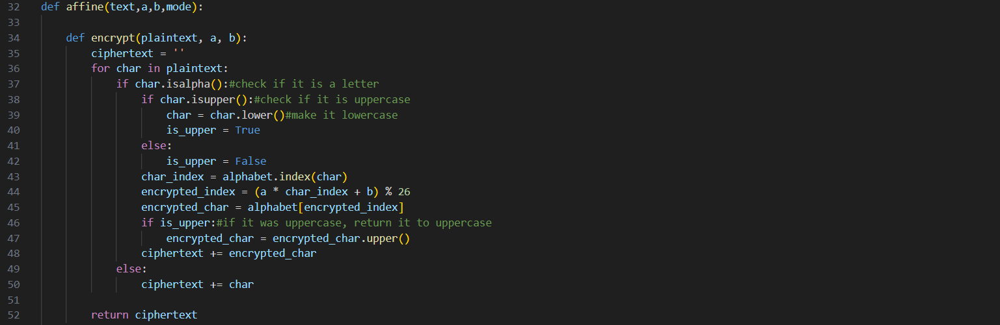 32 def affine(text,a,b,mode):
33
34     def encrypt(plaintext, a, b):
35         ciphertext = ''
36         for char in plaintext:
37             if char.isalpha():#check if it is a letter
38                 if char.isupper():#check if it is uppercase
39                     char = char.lower()#make it lowercase
40                     is_upper = True
41                 else:
42                     is_upper = False
43                 char_index = alphabet.index(char)
44                 encrypted_index = (a * char_index + b) % 26
45                 encrypted_char = alphabet[encrypted_index]
46                 if is_upper:#if it was uppercase, return it to uppercase
47                     encrypted_char = encrypted_char.upper()
48                 ciphertext += encrypted_char
49             else:
50                 ciphertext += char
51
52         return ciphertext